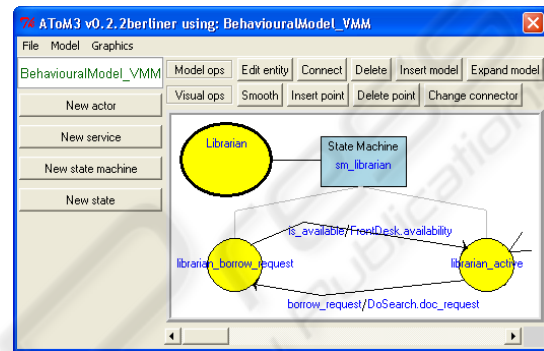 AToM3 v0.2.2berliner using: BehaviouralModel_VMM
File Model Graphics
BehaviouralModel_VMM
Model ops Edit entity Connect Delete Insert model Expand model
Visual ops Smooth Insert point Delete point Change connector
New actor
New service
New state machine
New state
Librarian
State Machine
sm_librarian
is_available/FrontDesk.availability
librarian_borrow_request
librarian_active
borrow_request/DoSearch.doc_request